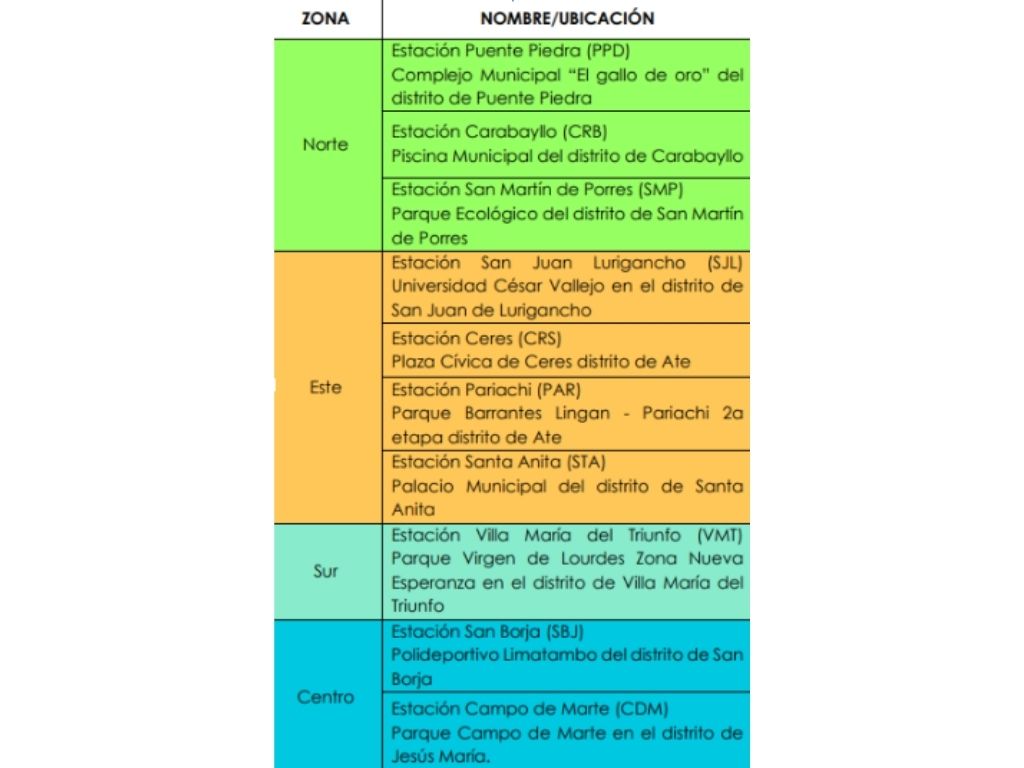 ZONA NOMBRE/UBICACIÓN
Norte
Estación Puente Piedra (PPD)
Complejo Municipal “El gallo de oro” del
distrito de Puente Piedra
Estación Carabayllo (CRB)
Piscina Municipal del distrito de Carabayllo
Estación San Martín de Porres (SMP)
Parque Ecológico del distrito de San Martín
de Porres
Este
Estación San Juan Lurigancho (SJL)
Universidad César Vallejo en el distrito de
San Juan de Lurigancho
Estación Ceres (CRS)
Plaza Cívica de Ceres distrito de Ate
Estación Pariachi (PAR)
Parque Barrantes Lingan - Pariachi 2a
etapa distrito de Ate
Estación Santa Anita (STA)
Palacio Municipal del distrito de Santa
Anita
Sur
Estación Villa María del Triunfo (VMT)
Parque Virgen de Lourdes Zona Nueva
Esperanza en el distrito de Villa María del
Triunfo
Centro
Estación San Borja (SBJ)
Polideportivo Limatambo del distrito de San
Borja
Estación Campo de Marte (CDM)
Parque Campo de Marte en el distrito de
Jesús María.